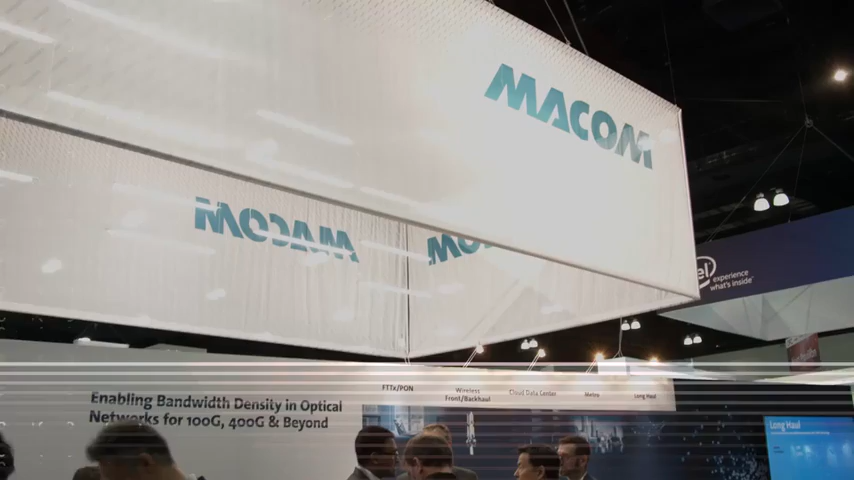 MACOM
MACOM
experience
what's inside
FTTx/PON
Wireless
Front/Backhaul
Cloud Data Center
Metro
Long Haul
Enabling Bandwidth Density in Optical
Networks for 100G, 400G & Beyond
Long Haul